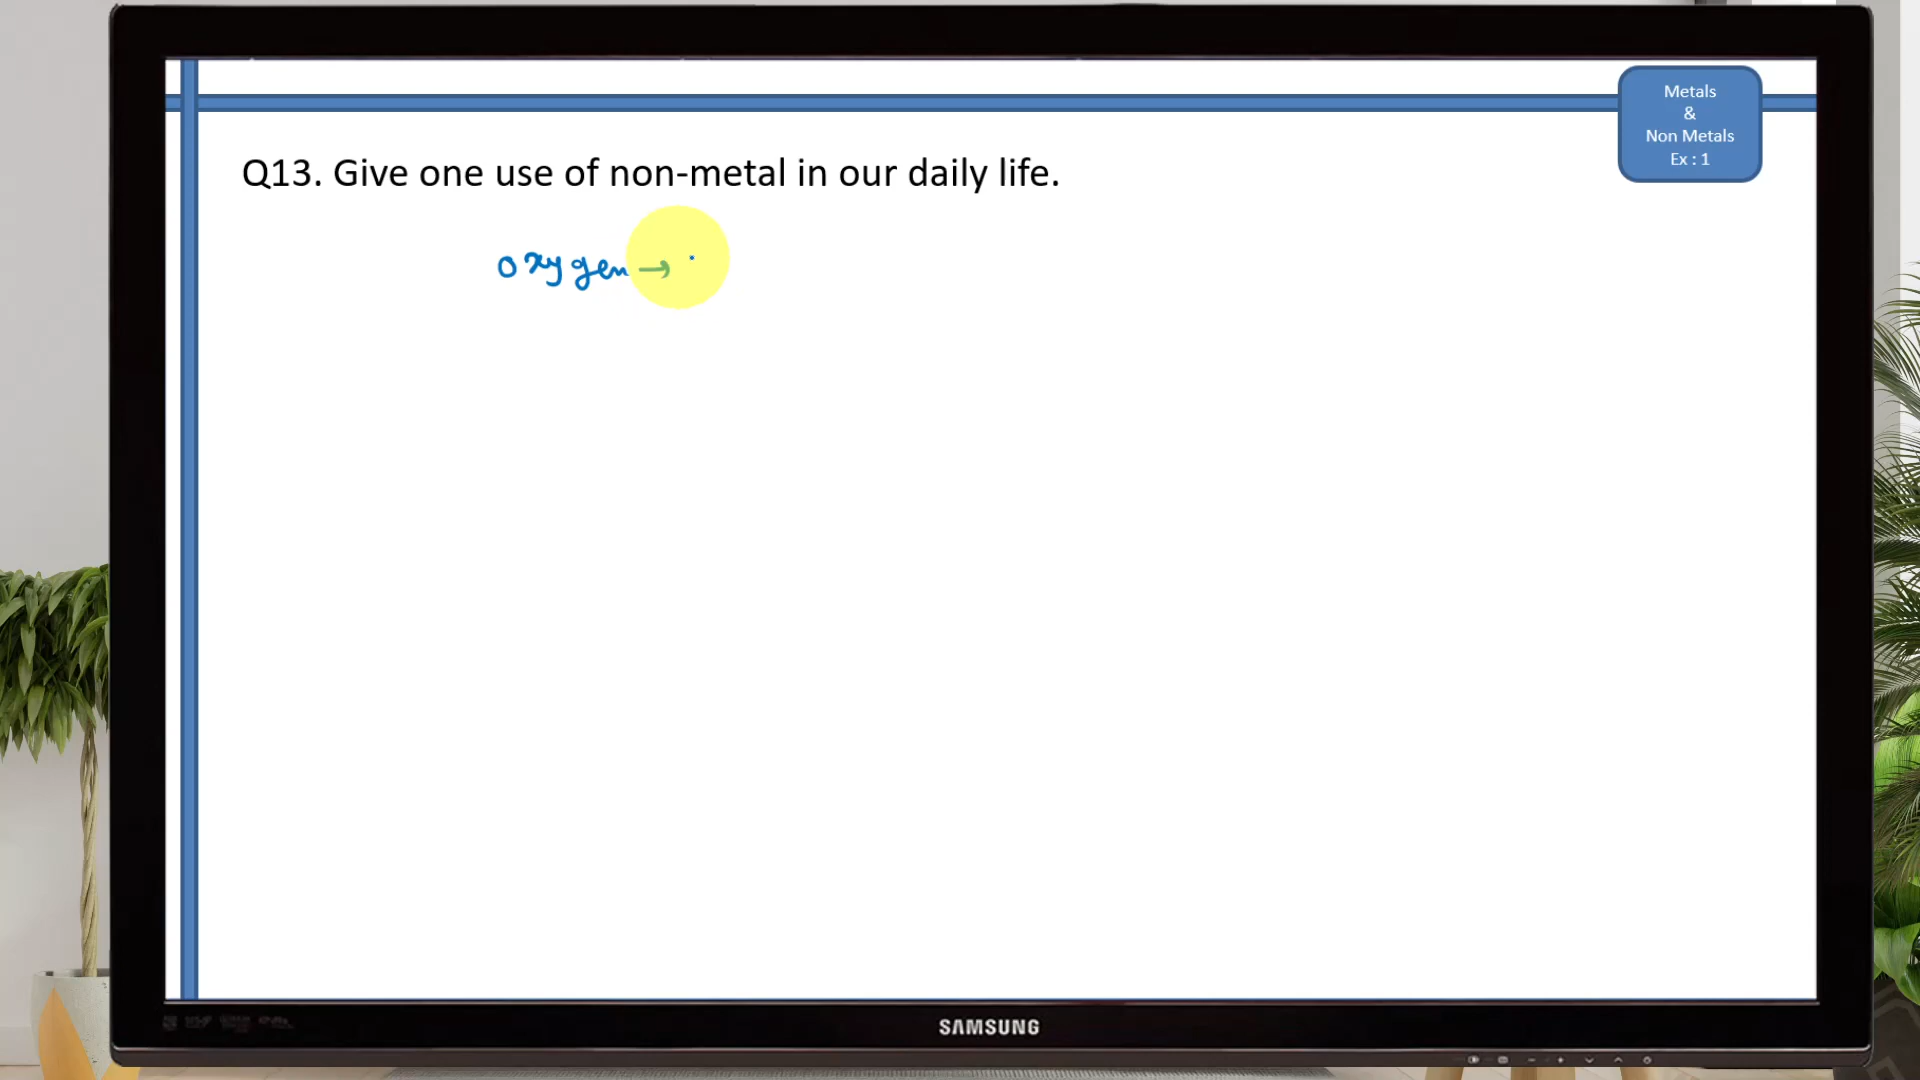 Metals
&
Non Metals
Ex : 1
Q13. Give one use of non-metal in our daily life.
oxygen →
SAMSUNG